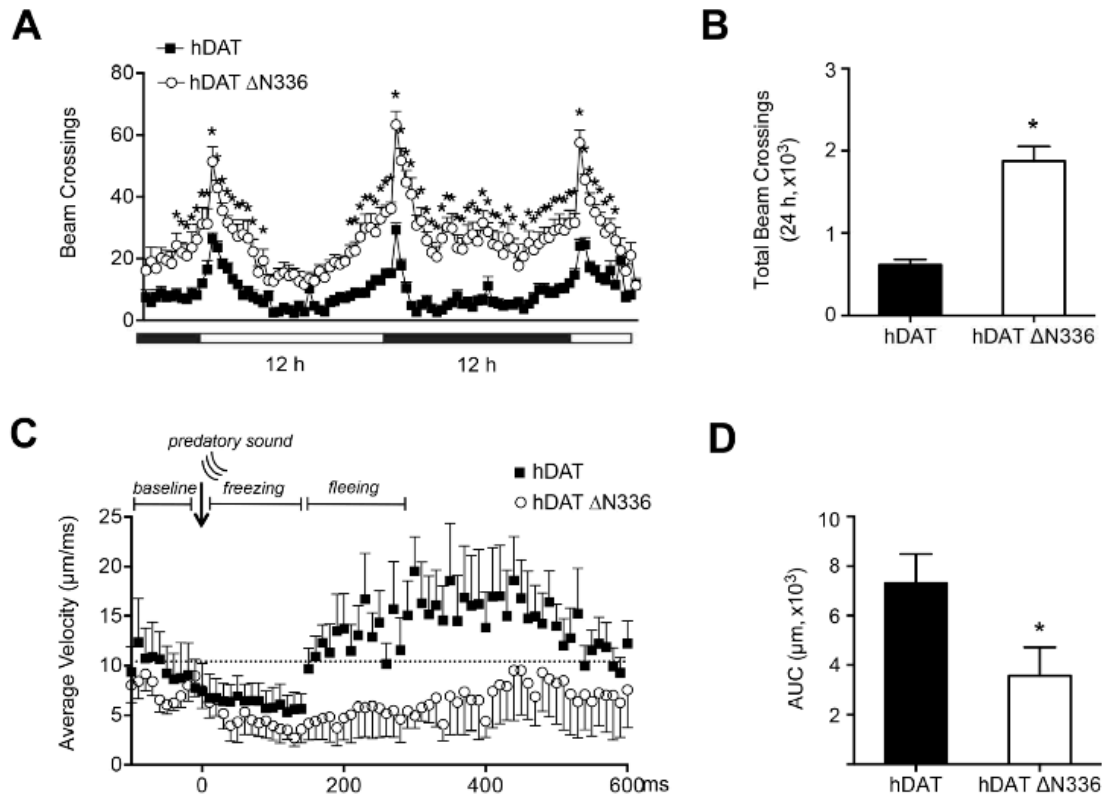 A
hDAT
hDAT ΔN336
Beam Crossings
80
60
40
20
0
* * * *
12 h
12 h
B
Total Beam Crossings
(24 h, x10³)
3
2
1
0
*
hDAT
hDAT ΔN336
C
predatory sound
baseline
freezing
fleeing
hDAT
hDAT ΔN336
Average Velocity (µm/ms)
25
20
15
10
5
0
0
200
400
600ms
D
AUC (µm, x10³)
8
6
4
2
*
hDAT
hDAT ΔN336